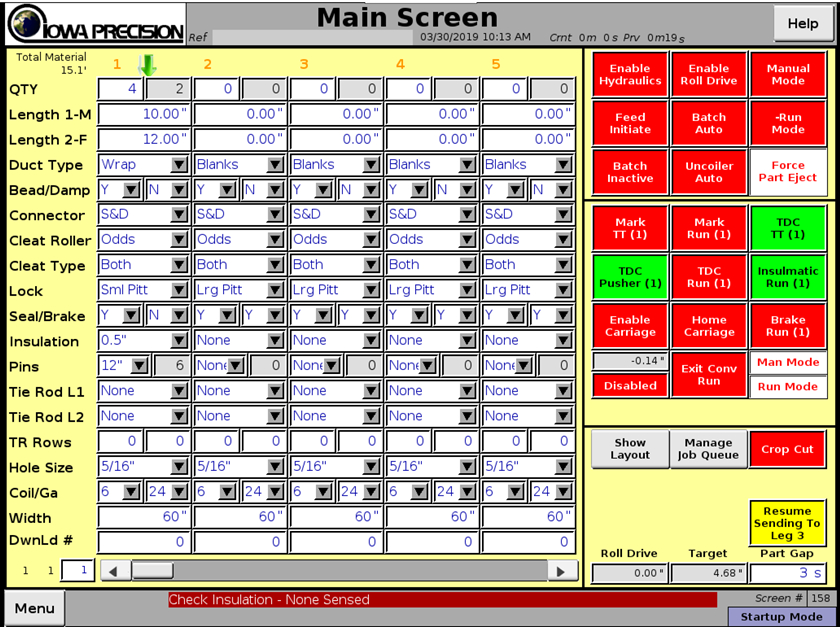 IOWA PRECISION
Ref
Main Screen
03/30/2019 10:13 AM Crnt 0m 0s Prv 0m19s
Help
Total Material
15.1'
1 2 3 4 5
QTY 4 2 0 0 0 0 0 0 0 0
Length 1-M 10.00" 0.00" 0.00" 0.00" 0.00"
Length 2-F 12.00" 0.00" 0.00" 0.00" 0.00"
Duct Type Wrap Blanks Blanks Blanks Blanks
Bead/Damp Y N Y N Y N Y N Y N
Connector S&D S&D S&D S&D S&D
Cleat Roller Odds Odds Odds Odds Odds
Cleat Type Both Both Both Both Both
Lock Sml Pitt Lrg Pitt Lrg Pitt Lrg Pitt Lrg Pitt
Seal/Brake Y N Y Y Y Y Y Y Y Y
Insulation 0.5" None None None None
Pins 12" 6 None 0 None 0 None 0 None 0
Tie Rod L1 None None None None None
Tie Rod L2 None None None None None
TR Rows 0 0 0 0 0 0 0 0 0 0
Hole Size 5/16" 5/16" 5/16" 5/16" 5/16"
Coil/Ga 6 24 6 24 6 24 6 24 6 24
Width 60" 60" 60" 60" 60"
DwnLd # 0 0 0 0 0
1 1 1
Enable
Hydraulics
Enable
Roll Drive
Manual
Mode
Feed
Initiate
Batch
Auto
-Run
Mode
Batch
Inactive
Uncoiler
Auto
Force
Part Eject
Mark
TT (1)
Mark
Run (1)
TDC
TT (1)
TDC
Pusher (1)
TDC
Run (1)
Insulmatic
Run (1)
Enable
Carriage
Home
Carriage
Brake
Run (1)
-0.14"
Disabled
Exit Conv
Run
Man Mode
Run Mode
Show
Layout
Manage
Job Queue
Crop Cut
Resume
Sending To
Leg 3
Roll Drive Target Part Gap
0.00" 4.68" 3 s
Menu
Check Insulation - None Sensed
Screen # 158
Startup Mode